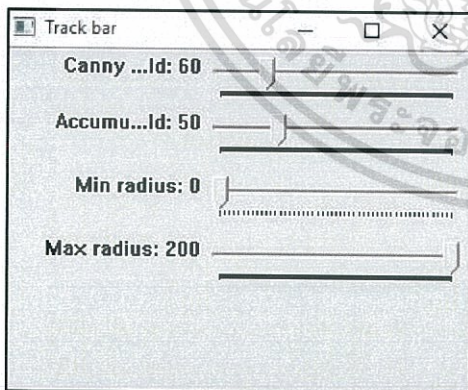 Track bar
Canny ...ld: 60
Accumu...ld: 50
Min radius: 0
Max radius: 200